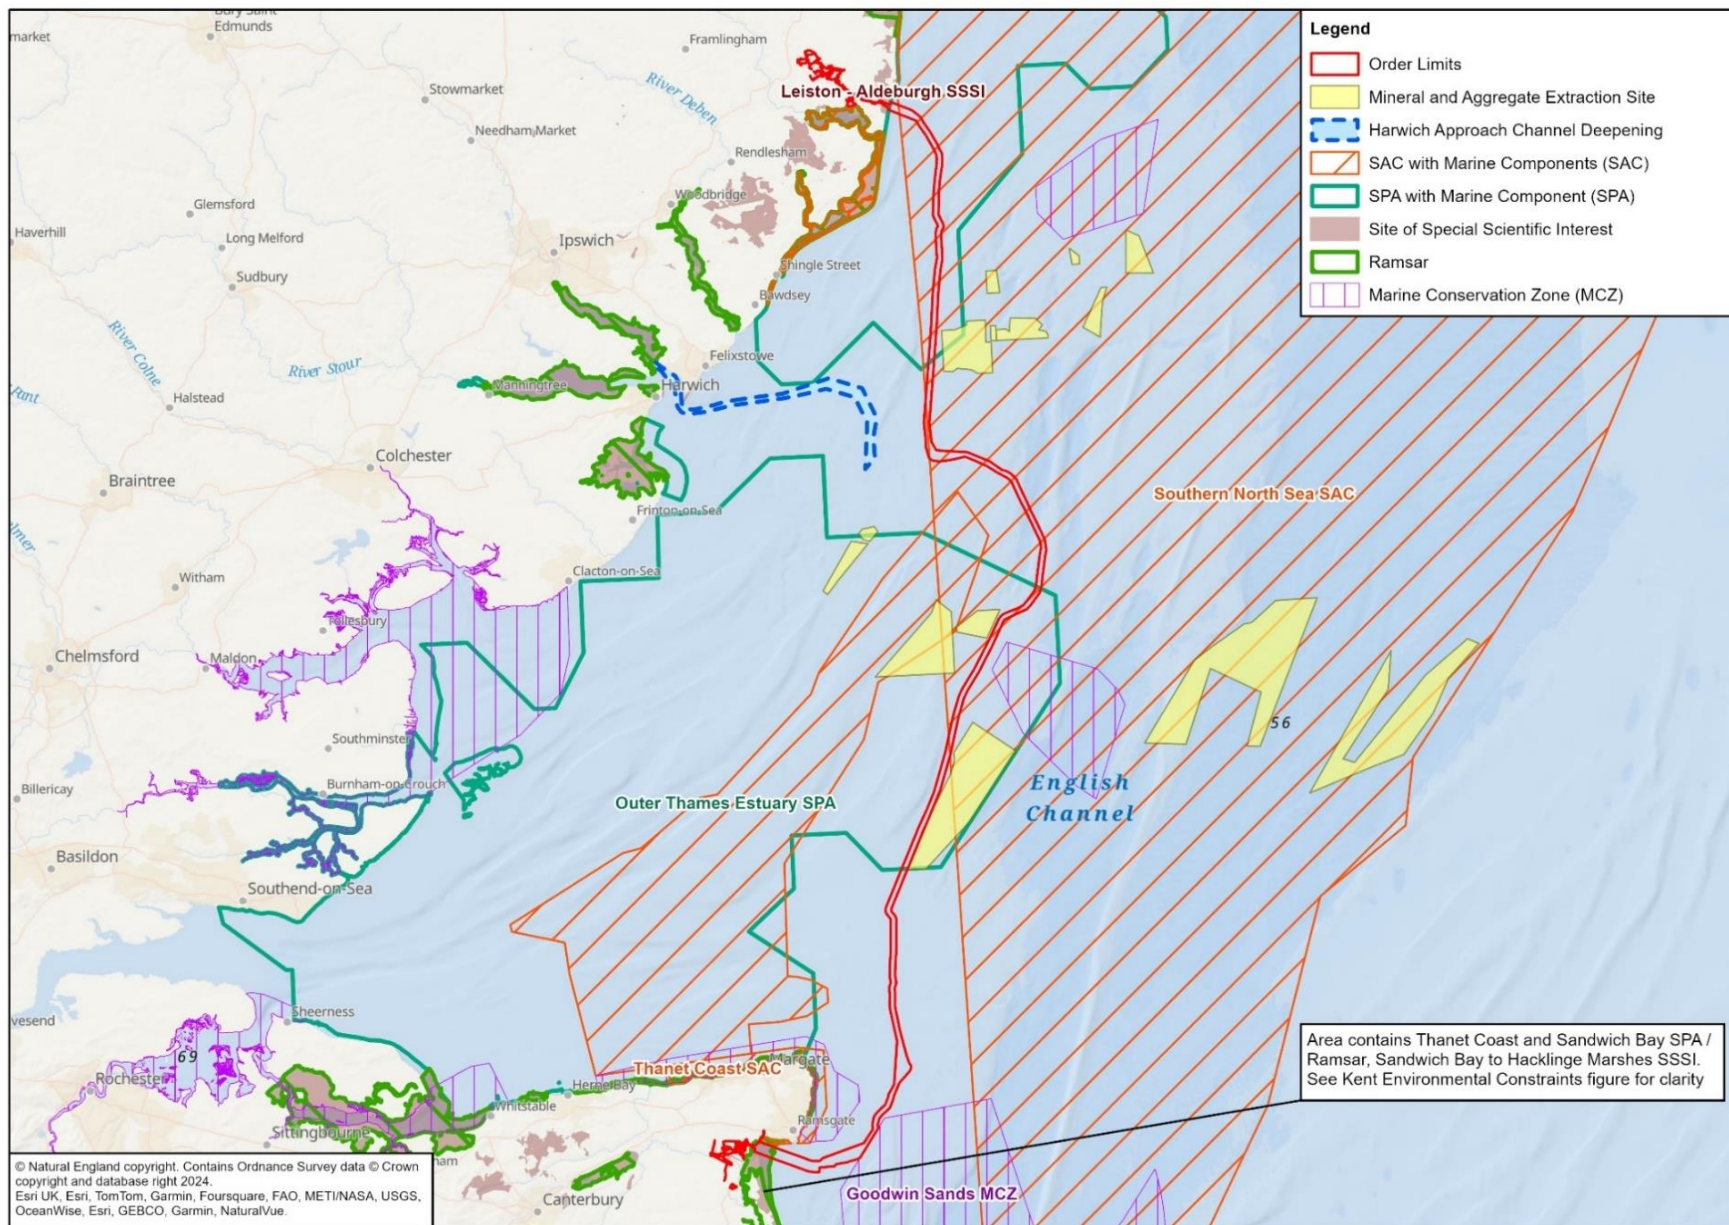 Bury Saint
Edmunds
market
Framlingham
River Deben
Stowmarket
Leiston - Aldeburgh SSSI
Needham Market
Rendlesham
Woodbridge
Glemsford
Haverhill
Long Melford
Ipswich
Sudbury
Shingle Street
Bawdsey
River Colne
River Stour
Felixstowe
Manningtree
Harwich
Halstead
Colchester
Braintree
Southern North Sea SAC
Frinton-on-Sea
Clacton-on-Sea
Witham
Tollesbury
Chelmsford
Maldon
56
Southminster
Billericay
Burnham-on-Crouch
English
Channel
Outer Thames Estuary SPA
Basildon
Southend-on-Sea
vesend
Sheerness
69
Rochester
Margate
Thanet Coast SAC
Herne Bay
Whitstable
Ramsgate
Sittingbourne
ham
Canterbury
Goodwin Sands MCZ
Legend
Order Limits
Mineral and Aggregate Extraction Site
Harwich Approach Channel Deepening
SAC with Marine Components (SAC)
SPA with Marine Component (SPA)
Site of Special Scientific Interest
Ramsar
Marine Conservation Zone (MCZ)
Area contains Thanet Coast and Sandwich Bay SPA /
Ramsar, Sandwich Bay to Hacklinge Marshes SSSI.
See Kent Environmental Constraints figure for clarity
© Natural England copyright. Contains Ordnance Survey data © Crown
copyright and database right 2024.
Esri UK, Esri, TomTom, Garmin, Foursquare, FAO, METI/NASA, USGS,
OceanWise, Esri, GEBCO, Garmin, NaturalVue.